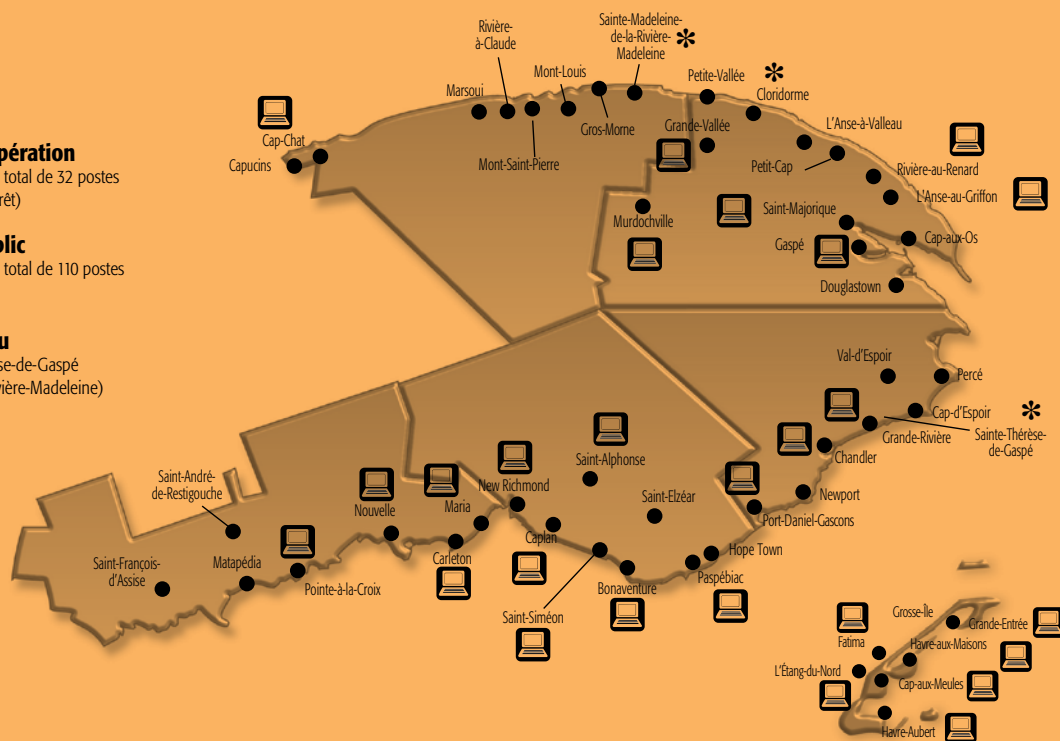 pération
total de 32 postes
rêt)
blic
total de 110 postes
u
se-de-Gaspé
vière-Madeleine)
Cap-Chat
Capucins
Marsoui
Rivière-
à-Claude
Mont-Saint-Pierre
Mont-Louis
Gros-Morne
Sainte-Madeleine-
de-la-Rivière-
Madeleine *
Petite-Vallée
*
Cloridorme
Grande-Vallée
L'Anse-à-Valleau
Petit-Cap
Rivière-au-Renard
L'Anse-au-Griffon
Murdochville
Saint-Majorique
Gaspé
Cap-aux-Os
Douglastown
Val-d'Espoir
Percé
Cap-d'Espoir
*
Sainte-Thérèse-
de-Gaspé
Grande-Rivière
Chandler
Newport
Port-Daniel-Gascons
Saint-Alphonse
Saint-Elzéar
New Richmond
Caplan
Hope Town
Paspébiac
Bonaventure
Saint-Siméon
Maria
Carleton
Nouvelle
Saint-André-
de-Restigouche
Matapédia
Pointe-à-la-Croix
Saint-François-
d'Assise
Grosse-Île
Grande-Entrée
Fatima
Havre-aux-Maisons
L'Étang-du-Nord
Cap-aux-Meules
Havre-Aubert